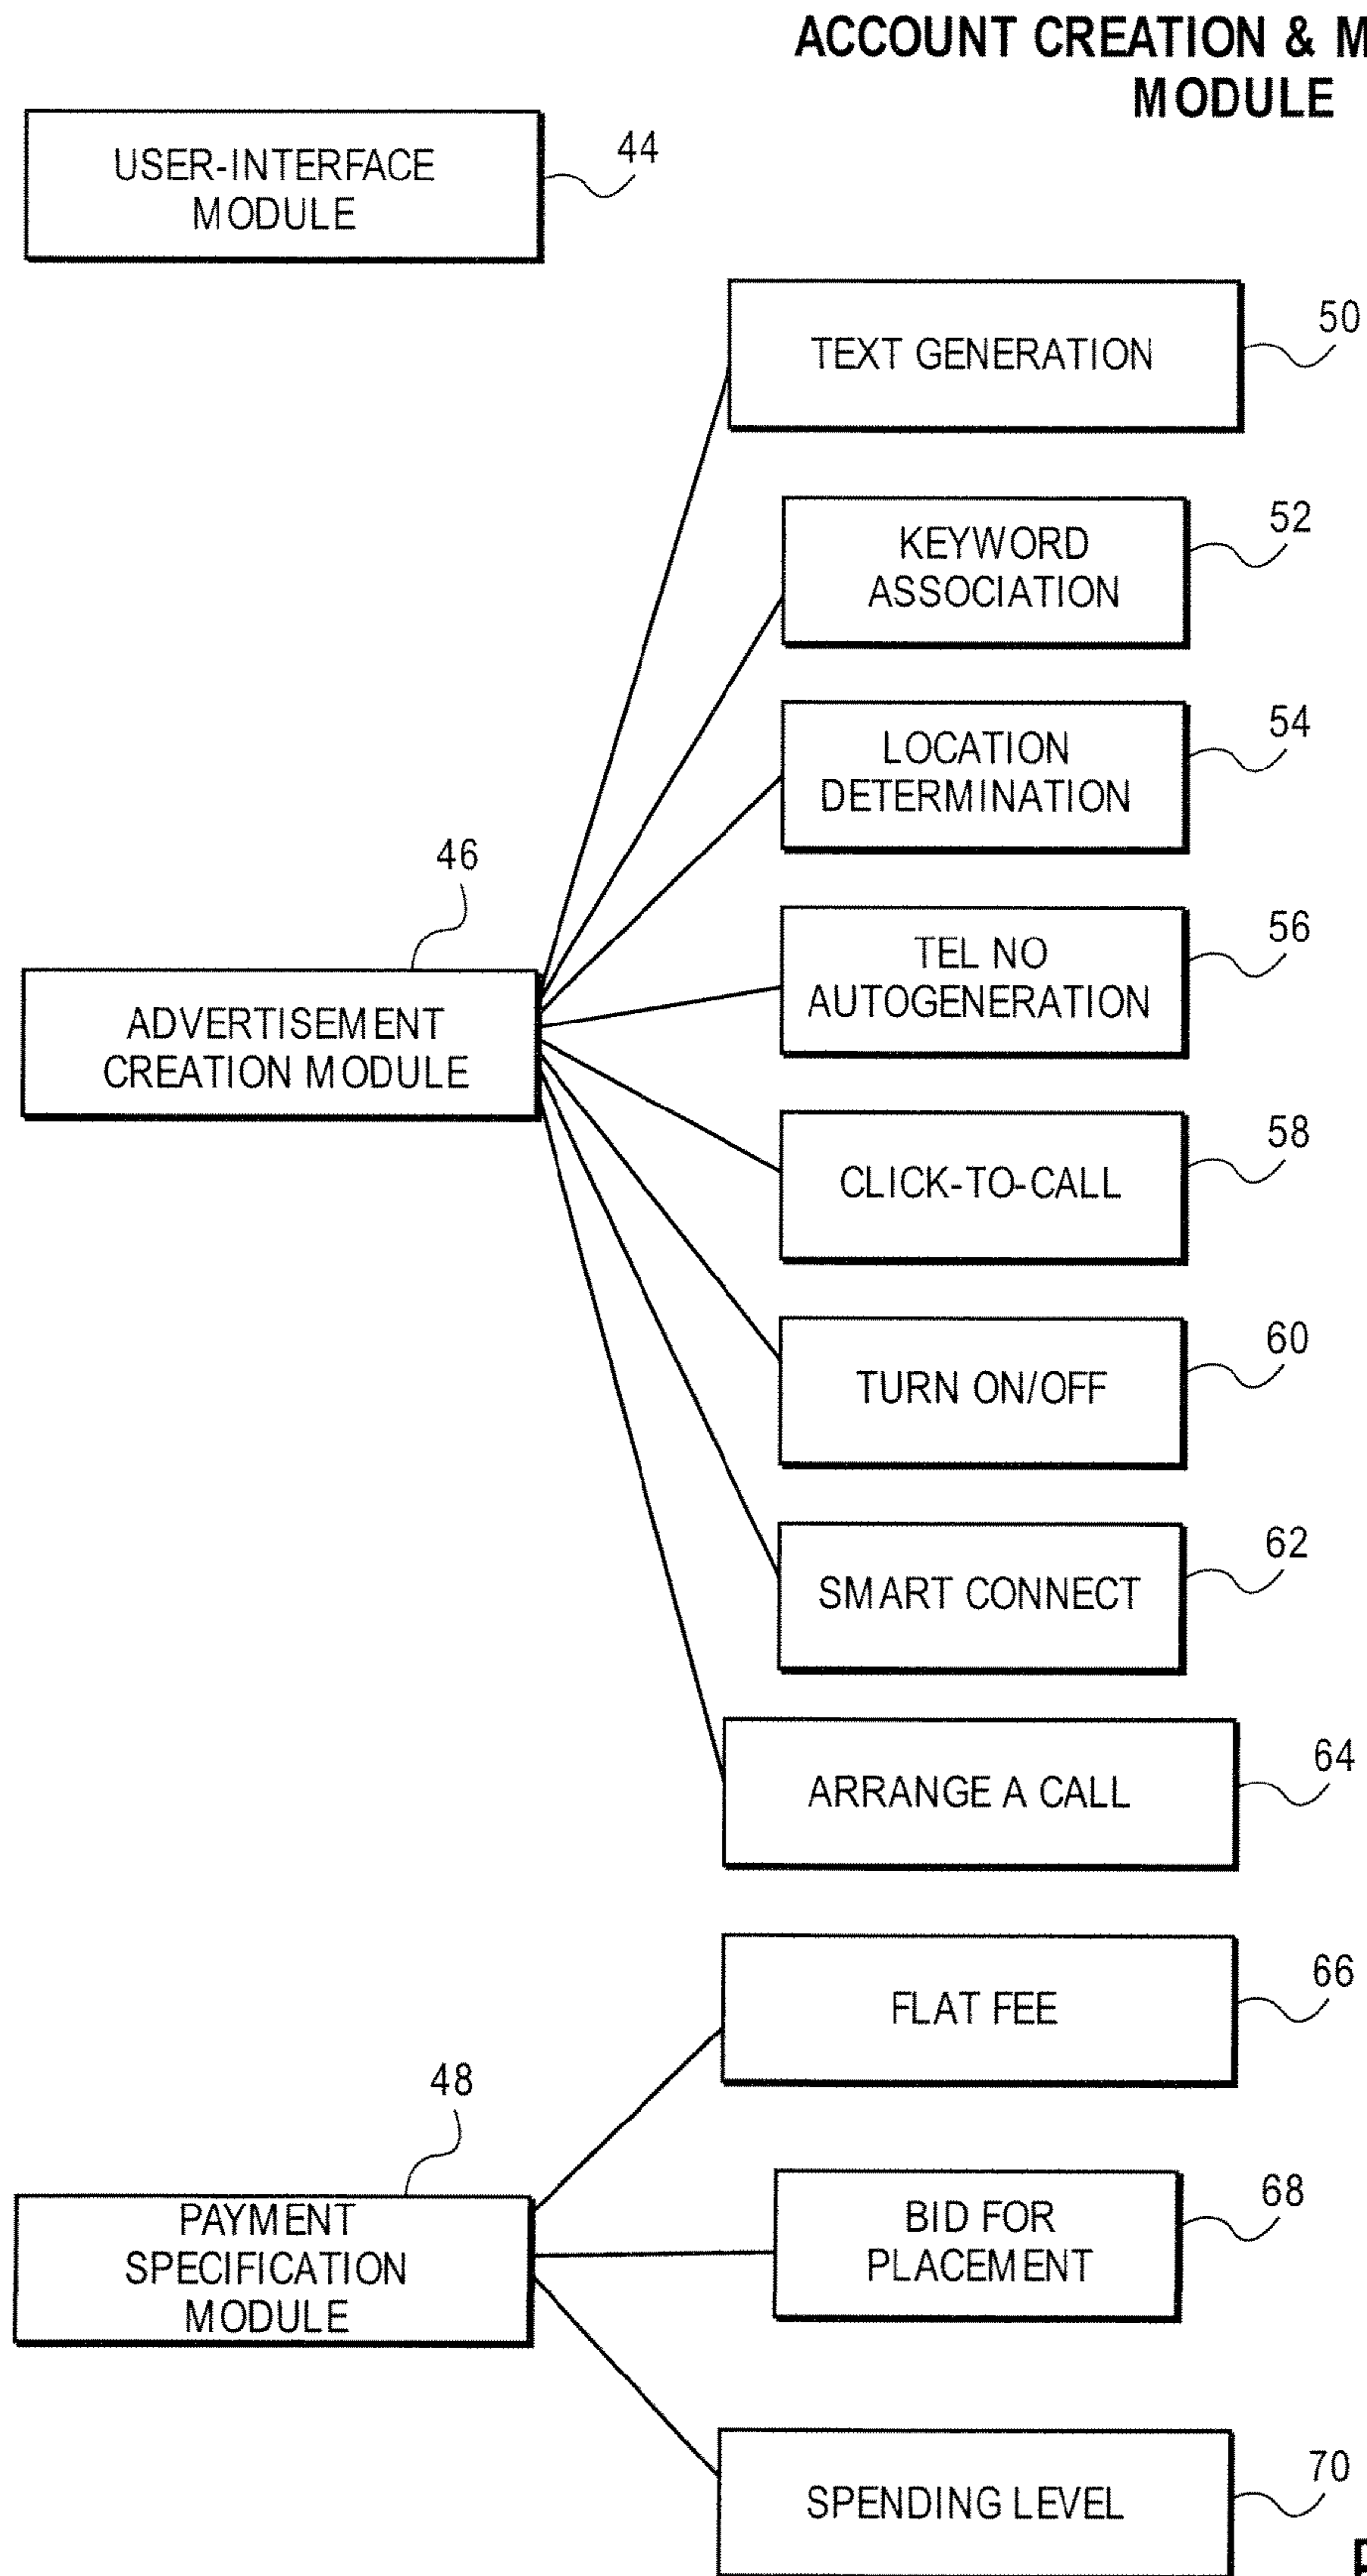 ACCOUNT CREATION &
MODULE
USER-INTERFACE
MODULE
44
TEXT GENERATION
50
KEYWORD
ASSOCIATION
52
LOCATION
DETERMINATION
54
46
ADVERTISEMENT
CREATION MODULE
TEL NO
AUTOGENERATION
56
CLICK-TO-CALL
58
TURN ON/OFF
60
SMART CONNECT
62
ARRANGE A CALL
64
FLAT FEE
66
48
PAYMENT
SPECIFICATION
MODULE
BID FOR
PLACEMENT
68
SPENDING LEVEL
70